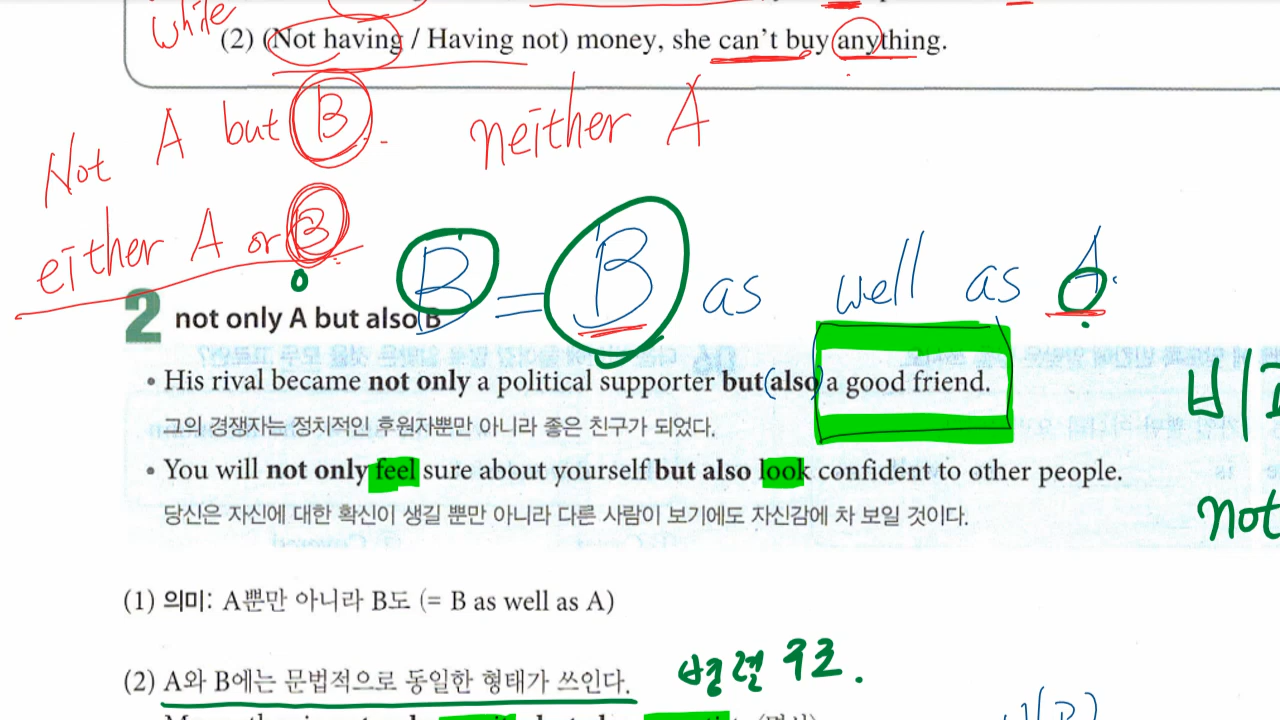 while
(2) (Not having / Having not) money, she can't buy anything.
Not A but B.
neither A
either A or B
B = B as well as A.
2 not only A but also B
• His rival became not only a political supporter but also a good friend.
그의 경쟁자는 정치적인 후원자뿐만 아니라 좋은 친구가 되었다.
• You will not only feel sure about yourself but also look confident to other people.
당신은 자신에 대한 확신이 생길 뿐만 아니라 다른 사람이 보기에도 자신감에 차 보일 것이다.
not
(1) 의미: A뿐만 아니라 B도 (= B as well as A)
(2) A와 B에는 문법적으로 동일한 형태가 쓰인다.
병렬 구조.